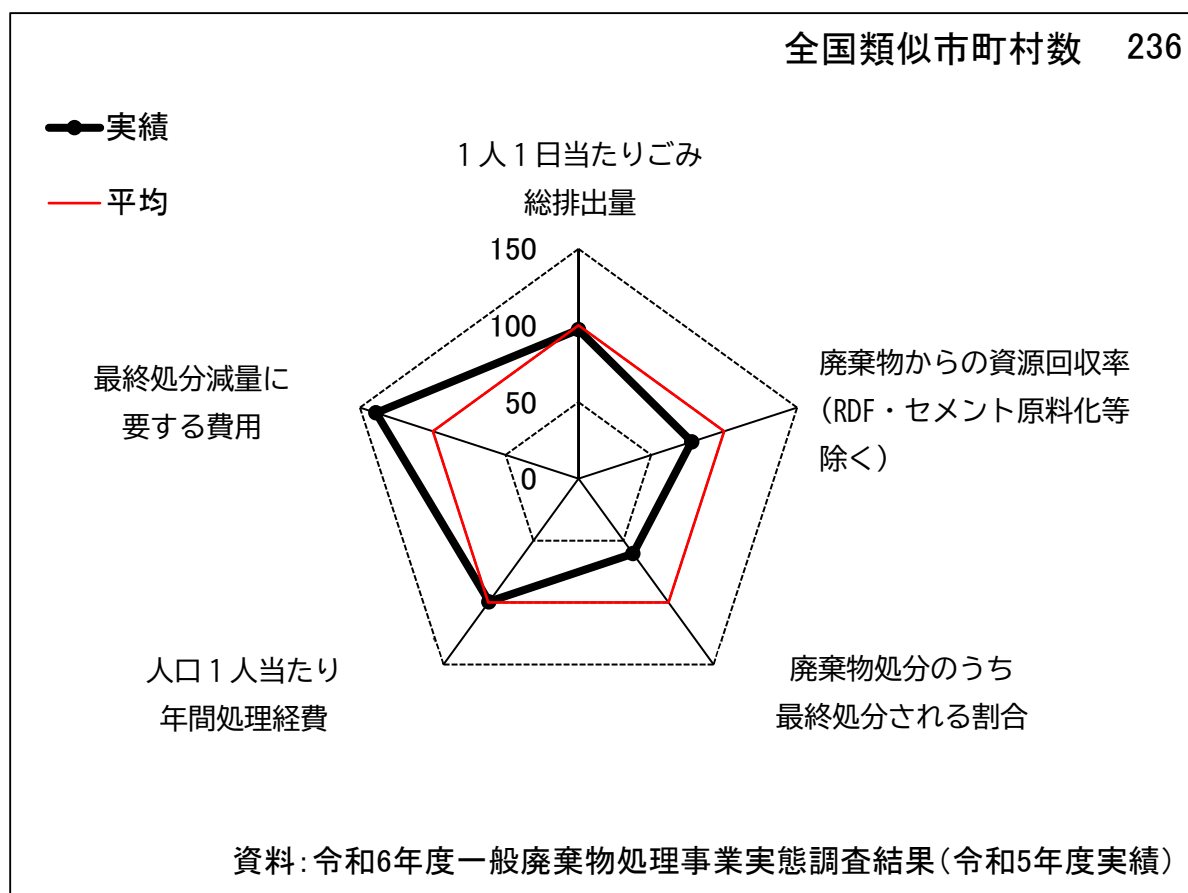 全国類似市町村数　236
実績
平均
１人１日当たりごみ
総排出量
150
100
50
0
廃棄物からの資源回収率
（RDF・セメント原料化等
除く）
最終処分減量に
要する費用
人口１人当たり
年間処理経費
廃棄物処分のうち
最終処分される割合
資料：令和6年度一般廃棄物処理事業実態調査結果（令和5年度実績）